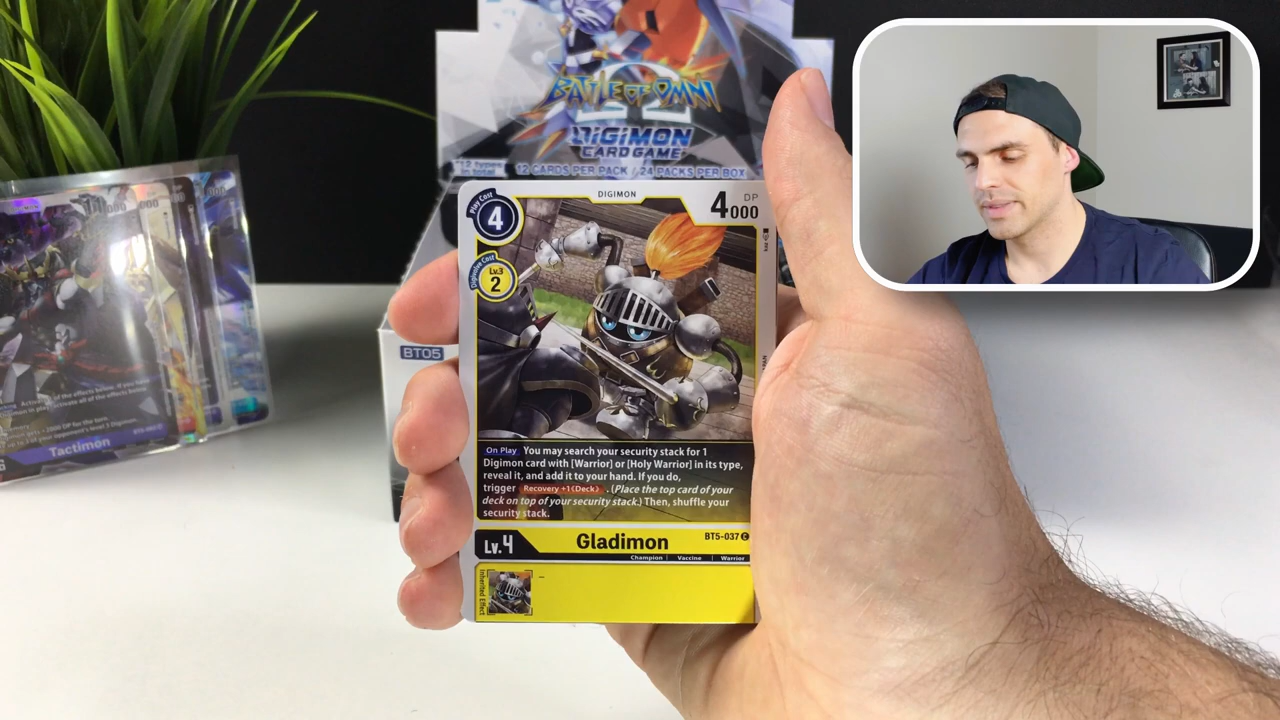 BATTLE OF OMNI
DIGIMON
CARD GAME
12 CARDS PER PACK / 24 PACKS PER BOX
BT05
DIGIMON
Play Cost
4
4000
DP
Digivolve Cost
Lv.3
2
On Play You may search your security stack for 1
Digimon card with [Warrior] or [Holy Warrior] in its type,
reveal it, and add it to your hand. If you do,
trigger Recovery +1 (Deck). (Place the top card of your
deck on top of your security stack.) Then, shuffle your
security stack.
Lv.4
Gladimon
BT5-037 C
Champion | Vaccine | Warrior
Inherited Effect
–
Tactimon